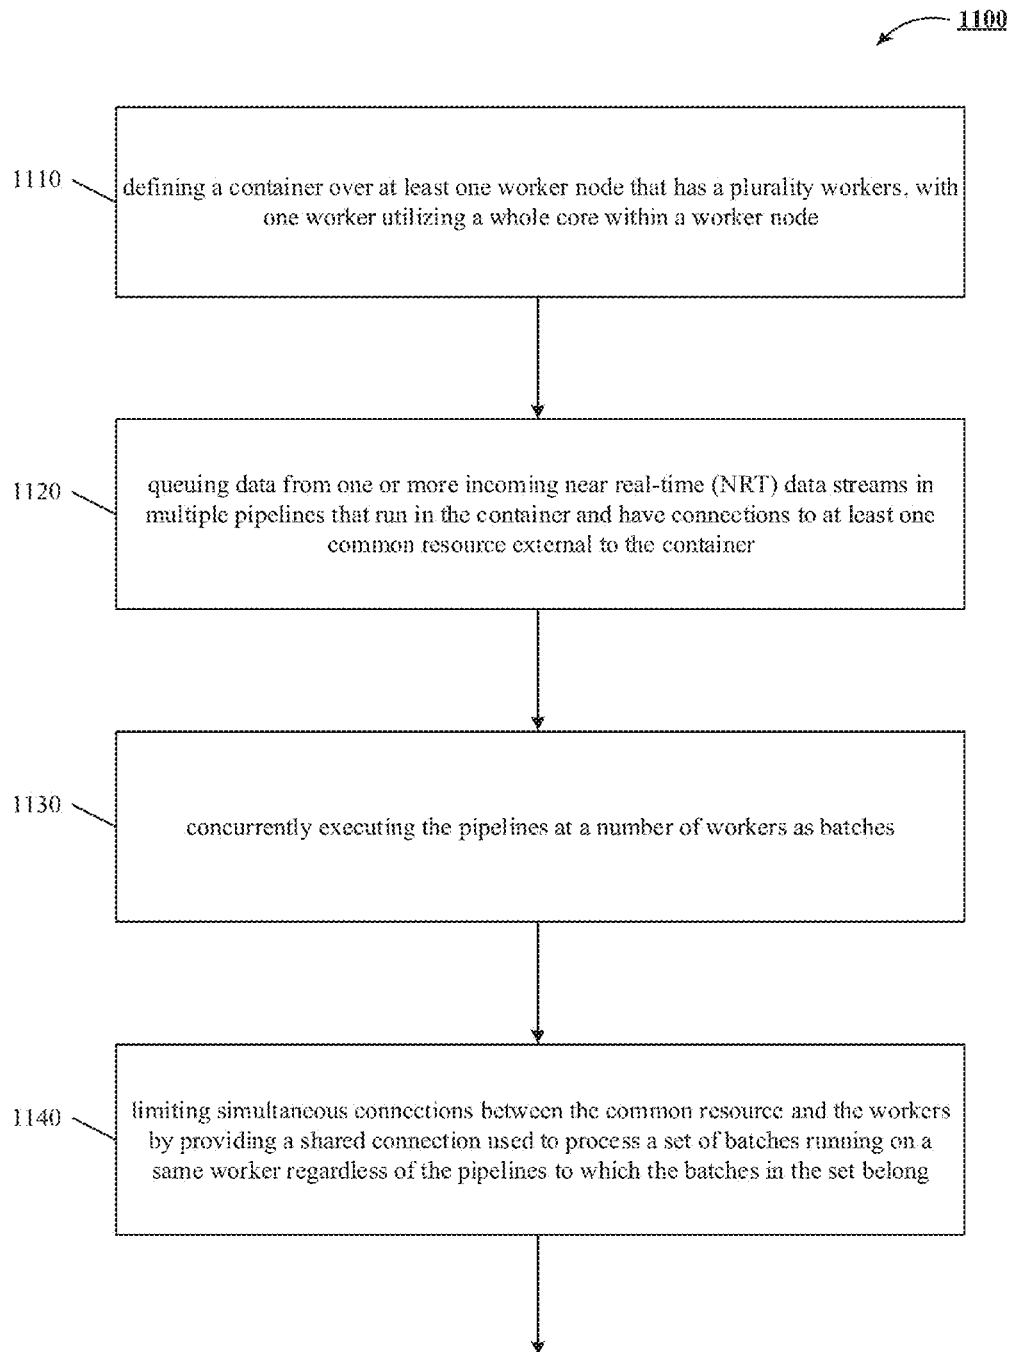 1100
1110
defining a container over at least one worker node that has a plurality workers, with
one worker utilizing a whole core within a worker node
1120
queuing data from one or more incoming near real-time (NRT) data streams in
multiple pipelines that run in the container and have connections to at least one
common resource external to the container
1130
concurrently executing the pipelines at a number of workers as batches
1140
limiting simultaneous connections between the common resource and the workers
by providing a shared connection used to process a set of batches running on a
same worker regardless of the pipelines to which the batches in the set belong